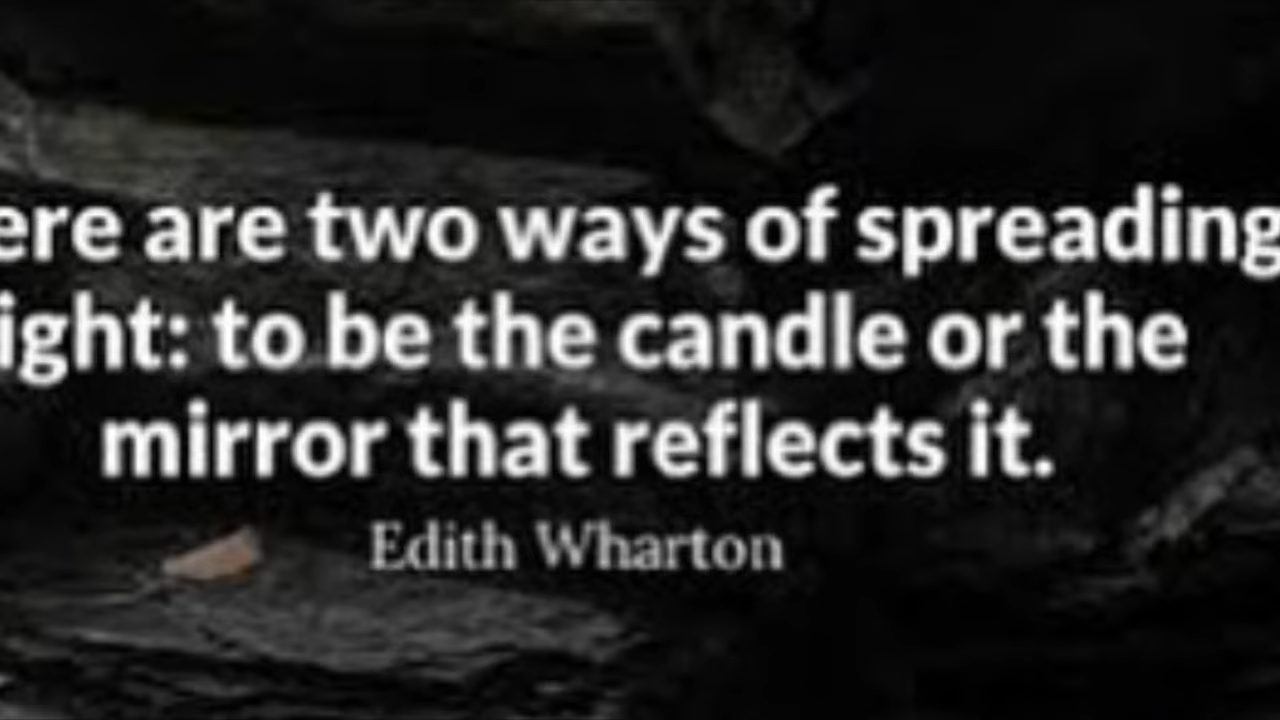 ere are two ways of spreading
ight: to be the candle or the
mirror that reflects it.
Edith Wharton